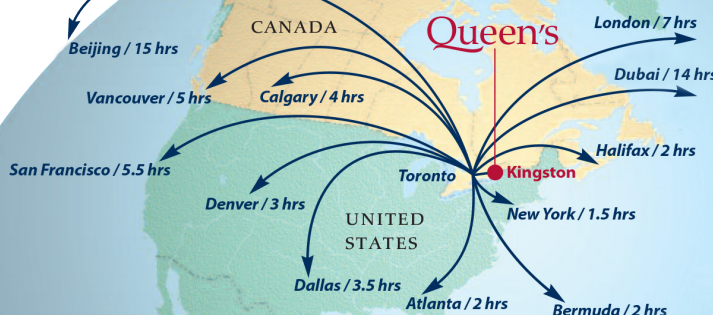 CANADA
Queen's
London / 7 hrs
Beijing / 15 hrs
Dubai / 14 hrs
Vancouver / 5 hrs
Calgary / 4 hrs
Halifax / 2 hrs
San Francisco / 5.5 hrs
Toronto
Kingston
Denver / 3 hrs
New York / 1.5 hrs
UNITED
STATES
Dallas / 3.5 hrs
Atlanta / 2 hrs
Bermuda / 2 hrs